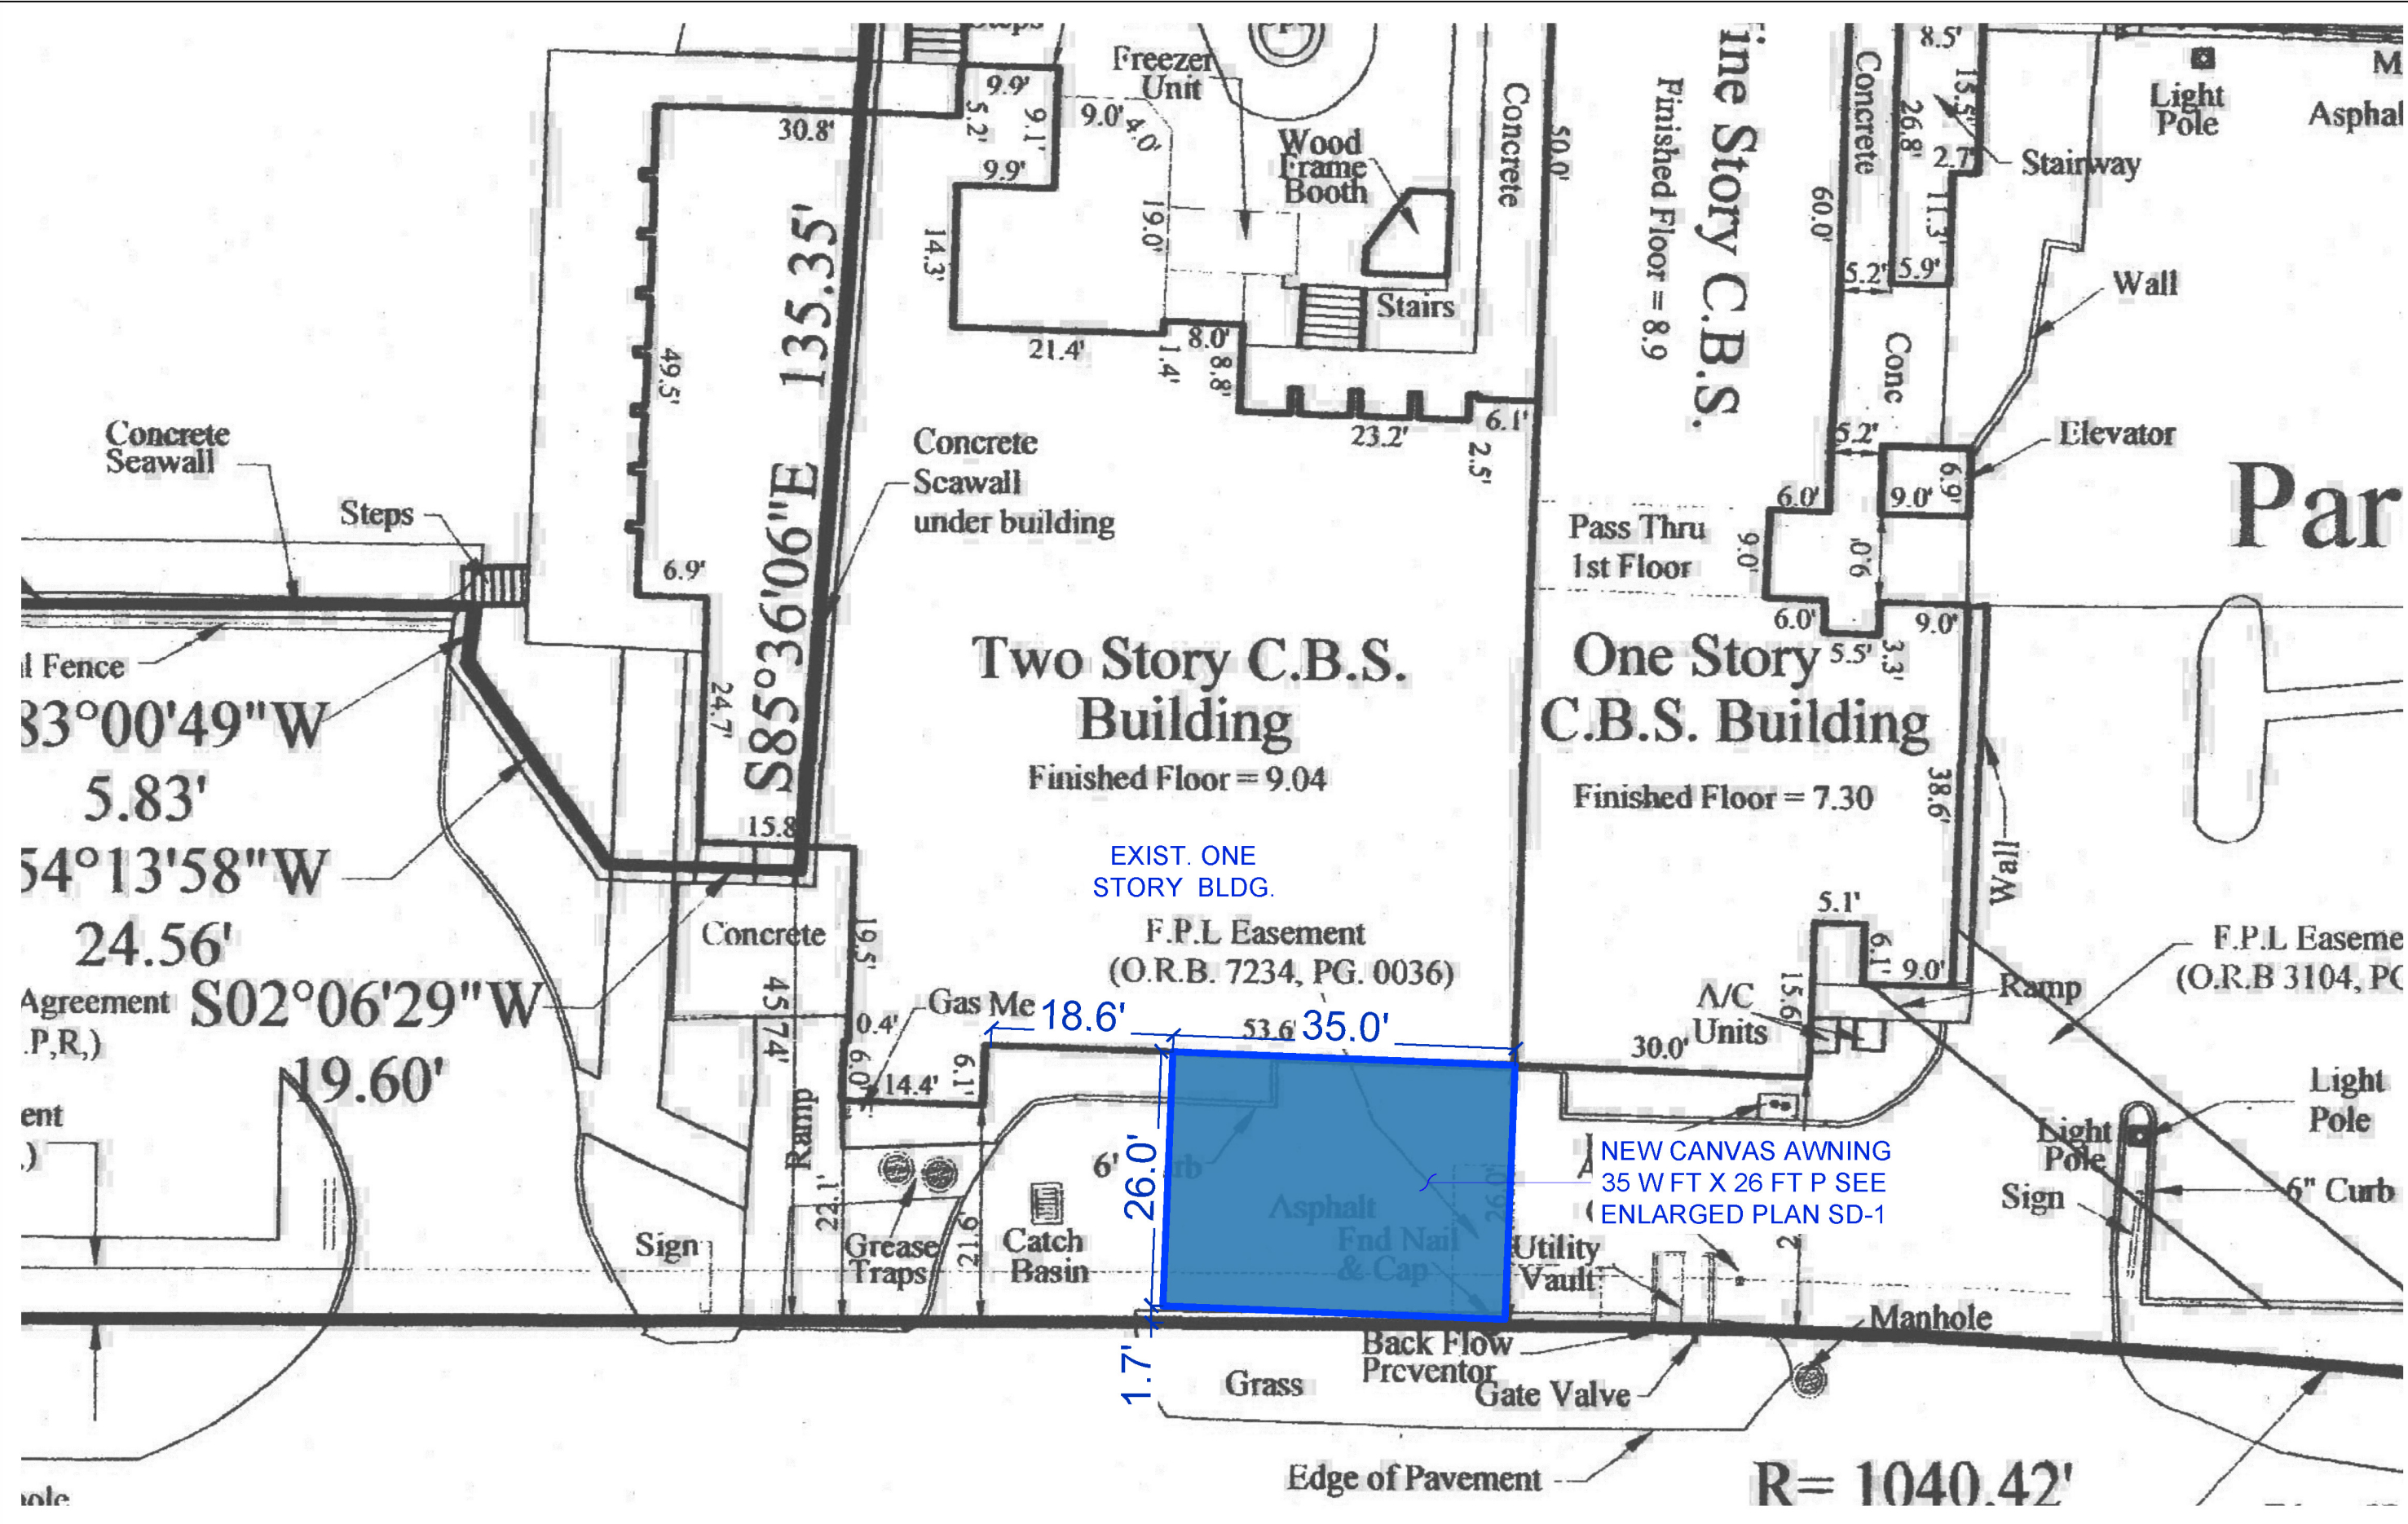 Steps
Freezer
Unit
9.9'
5.2'
9.1'
9.0'
4.0'
30.8'
9.9'
14.3'
19.0'
Wood
Frame
Booth
Stairs
21.4'
1.4'
8.0'
8.8'
23.2'
6.1'
2.5'
Concrete
50.0'
Finished Floor = 8.9
ine Story C.B.S.
60.0'
Concrete
8.5'
15.5'
26.8'
2.7'
11.3'
5.2'
5.9'
Stairway
Light
Pole
M
Asphal
Wall
Conc
5.2'
Elevator
6.9'
9.0'
6.0'
9.0'
9.0'
6.0'
5.5'
3.3'
9.0'
Pass Thru
1st Floor
Par
Concrete
Seawall
Steps
49.5'
6.9'
S85°36'06"E 135.35'
Concrete
Seawall
under building
l Fence
83°00'49"W
5.83'
54°13'58"W
24.56'
Agreement
.P,R,)
S02°06'29"W
19.60'
24.7'
15.8
Two Story C.B.S.
Building
Finished Floor = 9.04
EXIST. ONE
STORY BLDG.
F.P.L Easement
(O.R.B. 7234, PG. 0036)
One Story
C.B.S. Building
Finished Floor = 7.30
38.6'
Wall
Concrete
19.5'
45.74'
0.4'
6.0'
Gas Me
14.4'
6.1'
18.6'
53.6'
35.0'
30.0'
5.1'
6.1'
9.0'
15.6'
A/C
Units
Ramp
F.P.L Easeme
(O.R.B 3104, PG
Light
Pole
Light
Pole
Sign
6" Curb
ent
.)
Ramp
22.1'
Sign
Grease
Traps
21.6'
Catch
Basin
6'
rb
26.0'
1.7'
Asphalt
Fnd Nail
& Cap
26.0'
NEW CANVAS AWNING
35 W FT X 26 FT P SEE
ENLARGED PLAN SD-1
Utility
Vault
2
Back Flow
Preventor
Gate Valve
Manhole
Grass
Edge of Pavement
R= 1040.42'
ole